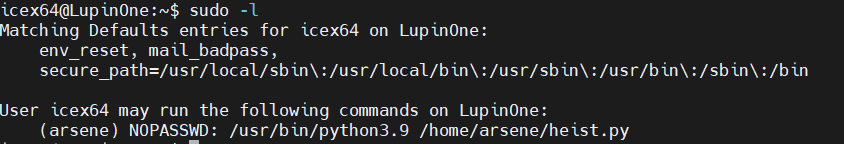 icex64@LupinOne:~$ sudo -l
Matching Defaults entries for icex64 on LupinOne:
    env_reset, mail_badpass,
    secure_path=/usr/local/sbin\:/usr/local/bin\:/usr/sbin\:/usr/bin\:/sbin\:/bin

User icex64 may run the following commands on LupinOne:
    (arsene) NOPASSWD: /usr/bin/python3.9 /home/arsene/heist.py